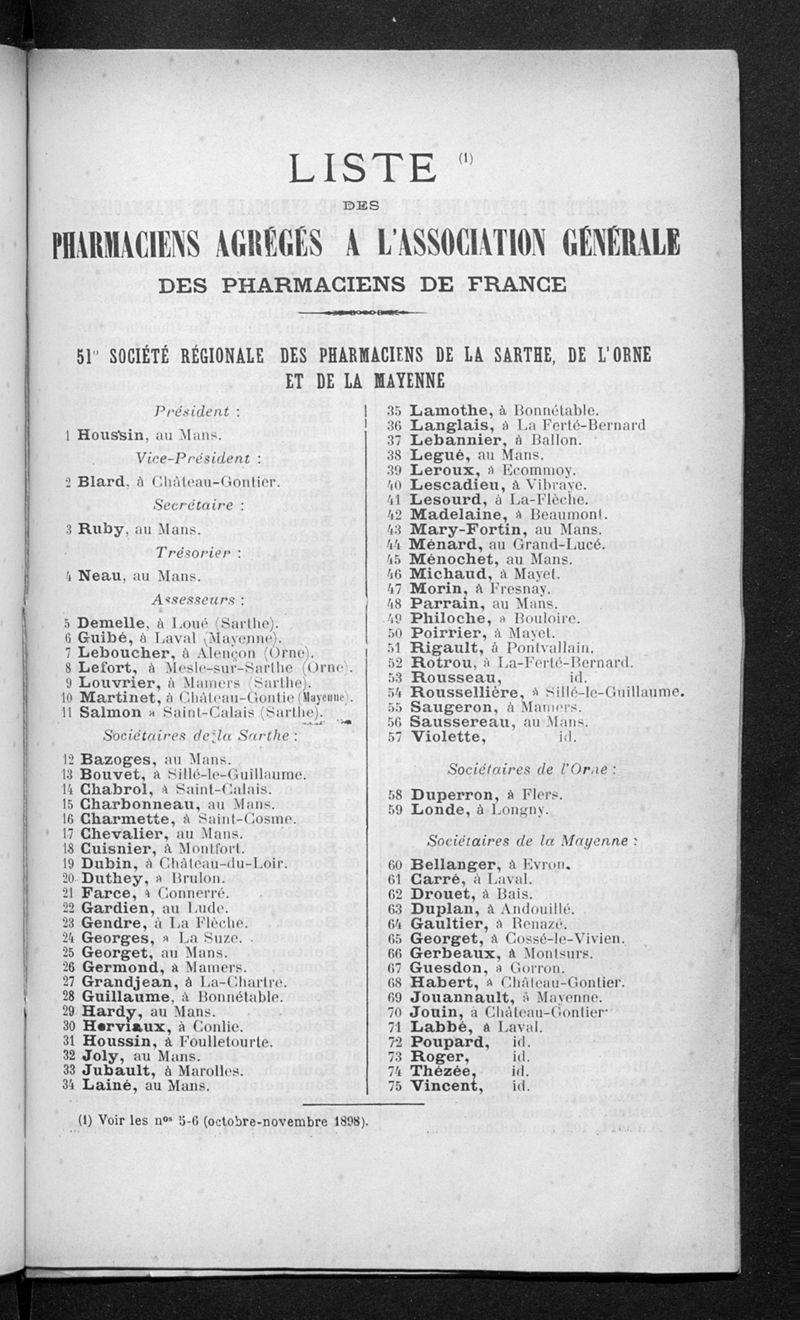 LISTE (1)
DES
PHARMACIENS AGRÉGÉS A L'ASSOCIATION GÉNÉRALE
DES PHARMACIENS DE FRANCE
51e SOCIÉTÉ RÉGIONALE DES PHARMACIENS DE LA SARTHE, DE L'ORNE
ET DE LA MAYENNE
Président :
1 Houssin, au Mans.
Vice-Président :
2 Blard, à Château-Gontier.
Secrétaire :
3 Ruby, au Mans.
Trésorier :
4 Neau, au Mans.
Assesseurs :
5 Demelle, à Loué (Sarthe).
6 Guibé, à Laval (Mayenne).
7 Leboucher, à Alençon (Orne).
8 Lefort, à Mesle-sur-Sarthe (Orne).
9 Louvrier, à Mamers (Sarthe).
10 Martinet, à Château-Gontie (Mayenne).
11 Salmon à Saint-Calais (Sarthe).
Sociétaires de la Sarthe :
12 Bazoges, au Mans.
13 Bouvet, à Sillé-le-Guillaume.
14 Chabrol, à Saint-Calais.
15 Charbonneau, au Mans.
16 Charmette, à Saint-Cosme.
17 Chevalier, au Mans.
18 Cuisnier, à Montfort.
19 Dubin, à Château-du-Loir.
20 Duthey, à Brulon.
21 Farce, à Connerré.
22 Gardien, au Lude.
23 Gendre, à La Flèche.
24 Georges, à La Suze.
25 Georget, au Mans.
26 Germond, à Mamers.
27 Grandjean, à La-Chartre.
28 Guillaume, à Bonnétable.
29 Hardy, au Mans.
30 Herviaux, à Conlie.
31 Houssin, à Foulletourte.
32 Joly, au Mans.
33 Jubault, à Marolles.
34 Lainé, au Mans.
35 Lamothe, à Bonnétable.
36 Langlais, à La Ferté-Bernard
37 Lebannier, à Ballon.
38 Legué, au Mans.
39 Leroux, à Ecommoy.
40 Lescadieu, à Vibraye.
41 Lesourd, à La-Flèche.
42 Madelaine, à Beaumont.
43 Mary-Fortin, au Mans.
44 Ménard, au Grand-Lucé.
45 Ménochet, au Mans.
46 Michaud, à Mayet.
47 Morin, à Fresnay.
48 Parrain, au Mans.
49 Philoche, à Bouloire.
50 Poirrier, à Mayet.
51 Rigault, à Pontvallain.
52 Rotrou, à La-Ferté-Bernard.
53 Rousseau, id.
54 Roussellière, à Sillé-le-Guillaume.
55 Saugeron, à Mamers.
56 Saussereau, au Mans.
57 Violette, id.
Sociétaires de l'Orne :
58 Duperron, à Flers.
59 Londe, à Longny.
Sociétaires de la Mayenne :
60 Bellanger, à Evron.
61 Carré, à Laval.
62 Drouet, à Bais.
63 Duplan, à Andouillé.
64 Gaultier, à Renazé.
65 Georget, à Cossé-le-Vivien.
66 Gerbeaux, à Montsurs.
67 Guesdon, à Gorron.
68 Habert, à Château-Gontier.
69 Jouannault, à Mayenne.
70 Jouin, à Château-Gontier
71 Labbé, à Laval.
72 Poupard, id.
73 Roger, id.
74 Thézée, id.
75 Vincent, id.
(1) Voir les nos 5-6 (octobre-novembre 1898).